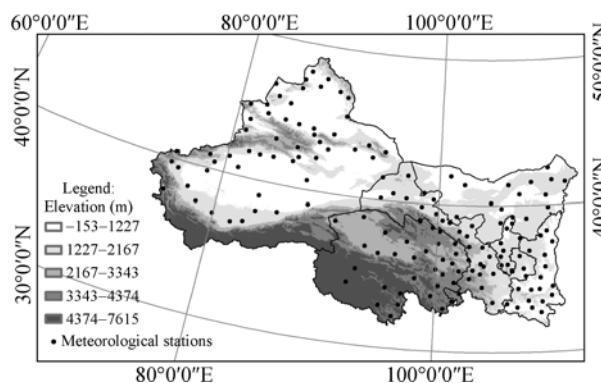 60°0′0″E
80°0′0″E
100°0′0″E
50°0′0″N
40°0′0″N
40°0′0″N
30°0′0″N
Legend:
Elevation (m)
–153–1227
1227–2167
2167–3343
3343–4374
4374–7615
Meteorological stations
80°0′0″E
100°0′0″E